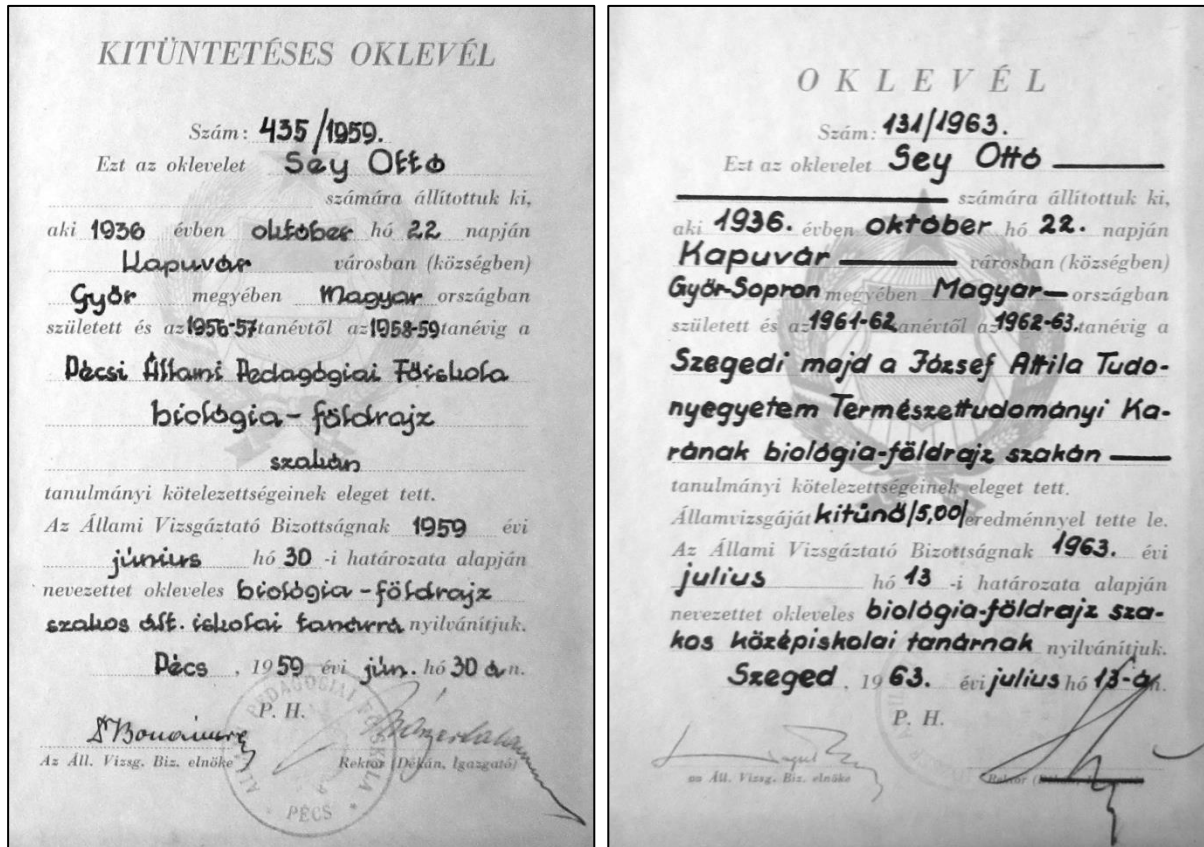 KITÜNTETÉSES OKLEVÉL
Szám: 435/1959.
Ezt az oklevelet Sey Ottó
számára állítottuk ki,
aki 1936 évben október hó 22 napján
Kapuvár városban (községben)
Győr megyében Magyar országban
született és az 1956-57 tanévtől az 1958-59 tanévig a
Pécsi Állami Pedagógiai Főiskola
biológia-földrajz
szakán
tanulmányi kötelezettségeinek eleget tett.
Az Állami Vizsgáztató Bizottságnak 1959 évi
június hó 30 -i határozata alapján
nevezettet okleveles biológia-földrajz
szakos ált. iskolai tanárrá nyilvánítjuk.
Pécs, 1959 évi jún. hó 30 á n.
P. H.
Az Áll. Vizsg. Biz. elnöke Rektor (Dékán, Igazgató)
ÁLLAMI PEDAGÓGIAI FŐISKOLA * PÉCS *
OKLEVÉL
Szám: 131/1963.
Ezt az oklevelet Sey Ottó
számára állítottuk ki,
aki 1936. évben október hó 22. napján
Kapuvár városban (községben)
Győr-Sopron megyében Magyar országban
született és az 1961-62 tanévtől az 1962-63. tanévig a
Szegedi majd a József Attila Tudo-
nyegyetem Természettudományi Ka-
rának biológia-földrajz szakán
tanulmányi kötelezettségeinek eleget tett.
Államvizsgáját kitűnő/5,00/ eredménnyel tette le.
Az Állami Vizsgáztató Bizottságnak 1963. évi
julius hó 13 -i határozata alapján
nevezettet okleveles biológia-földrajz sza-
kos középiskolai tanárnak nyilvánítjuk.
Szeged, 1963. évi julius hó 13-án.
P. H.
az Áll. Vizsg. Biz. elnöke Rektor